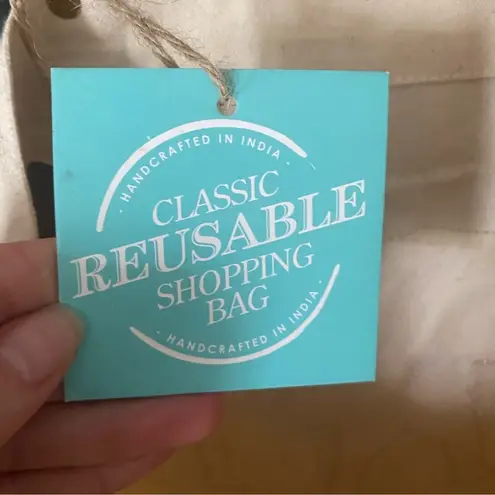 · HANDCRAFTED IN INDIA ·
CLASSIC
REUSABLE
SHOPPING
BAG
· HANDCRAFTED IN INDIA ·